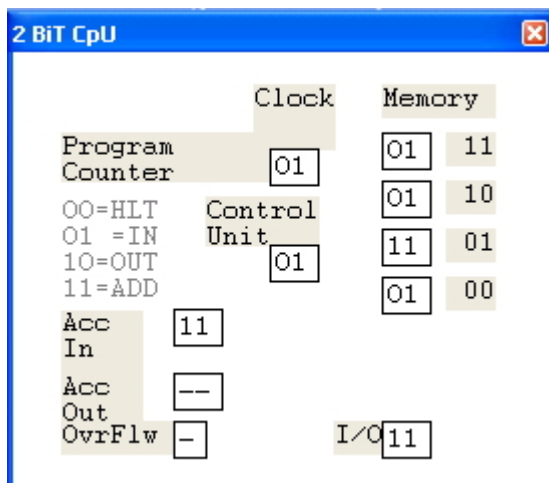 2 BiT CpU
Clock
Memory
Program
Counter
01
01 11
01 10
11 01
01 00
00=HLT
01 =IN
10=OUT
11=ADD
Control
Unit
01
Acc
In
11
Acc
Out
--
OvrFlw -
I/O 11